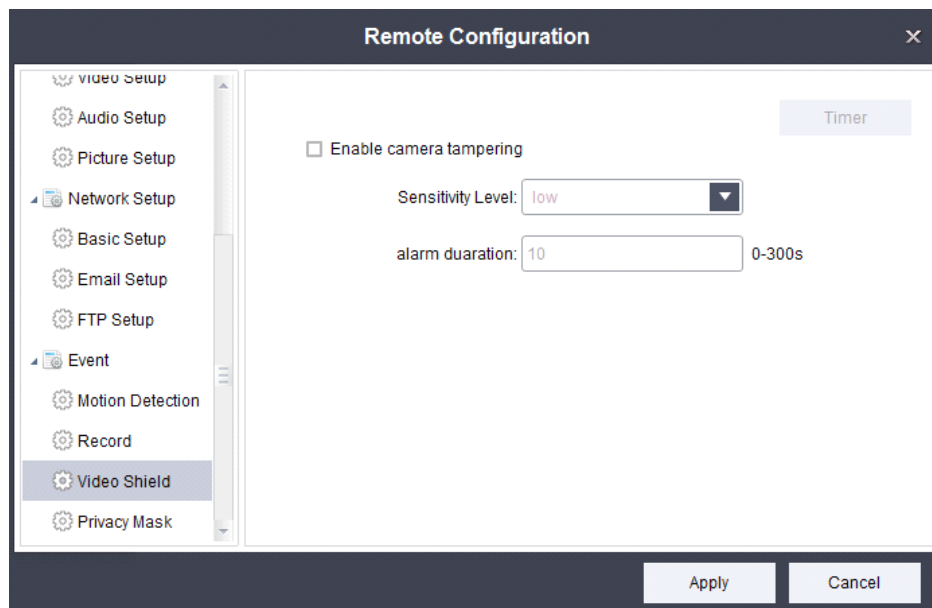 Remote Configuration
Video Setup
Audio Setup
Picture Setup
Network Setup
Basic Setup
Email Setup
FTP Setup
Event
Motion Detection
Record
Video Shield
Privacy Mask
Timer
Enable camera tampering
Sensitivity Level: low
alarm duaration: 10 0-300s
Apply Cancel